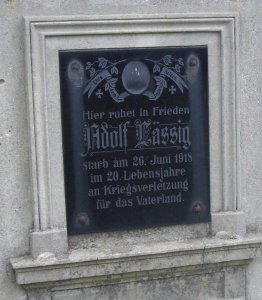 Hier ruhet in Frieden
Adolf Lässig
starb am 26. Juni 1918
im 20. Lebensjahre
an Kriegsverletzung
für das Vaterland.